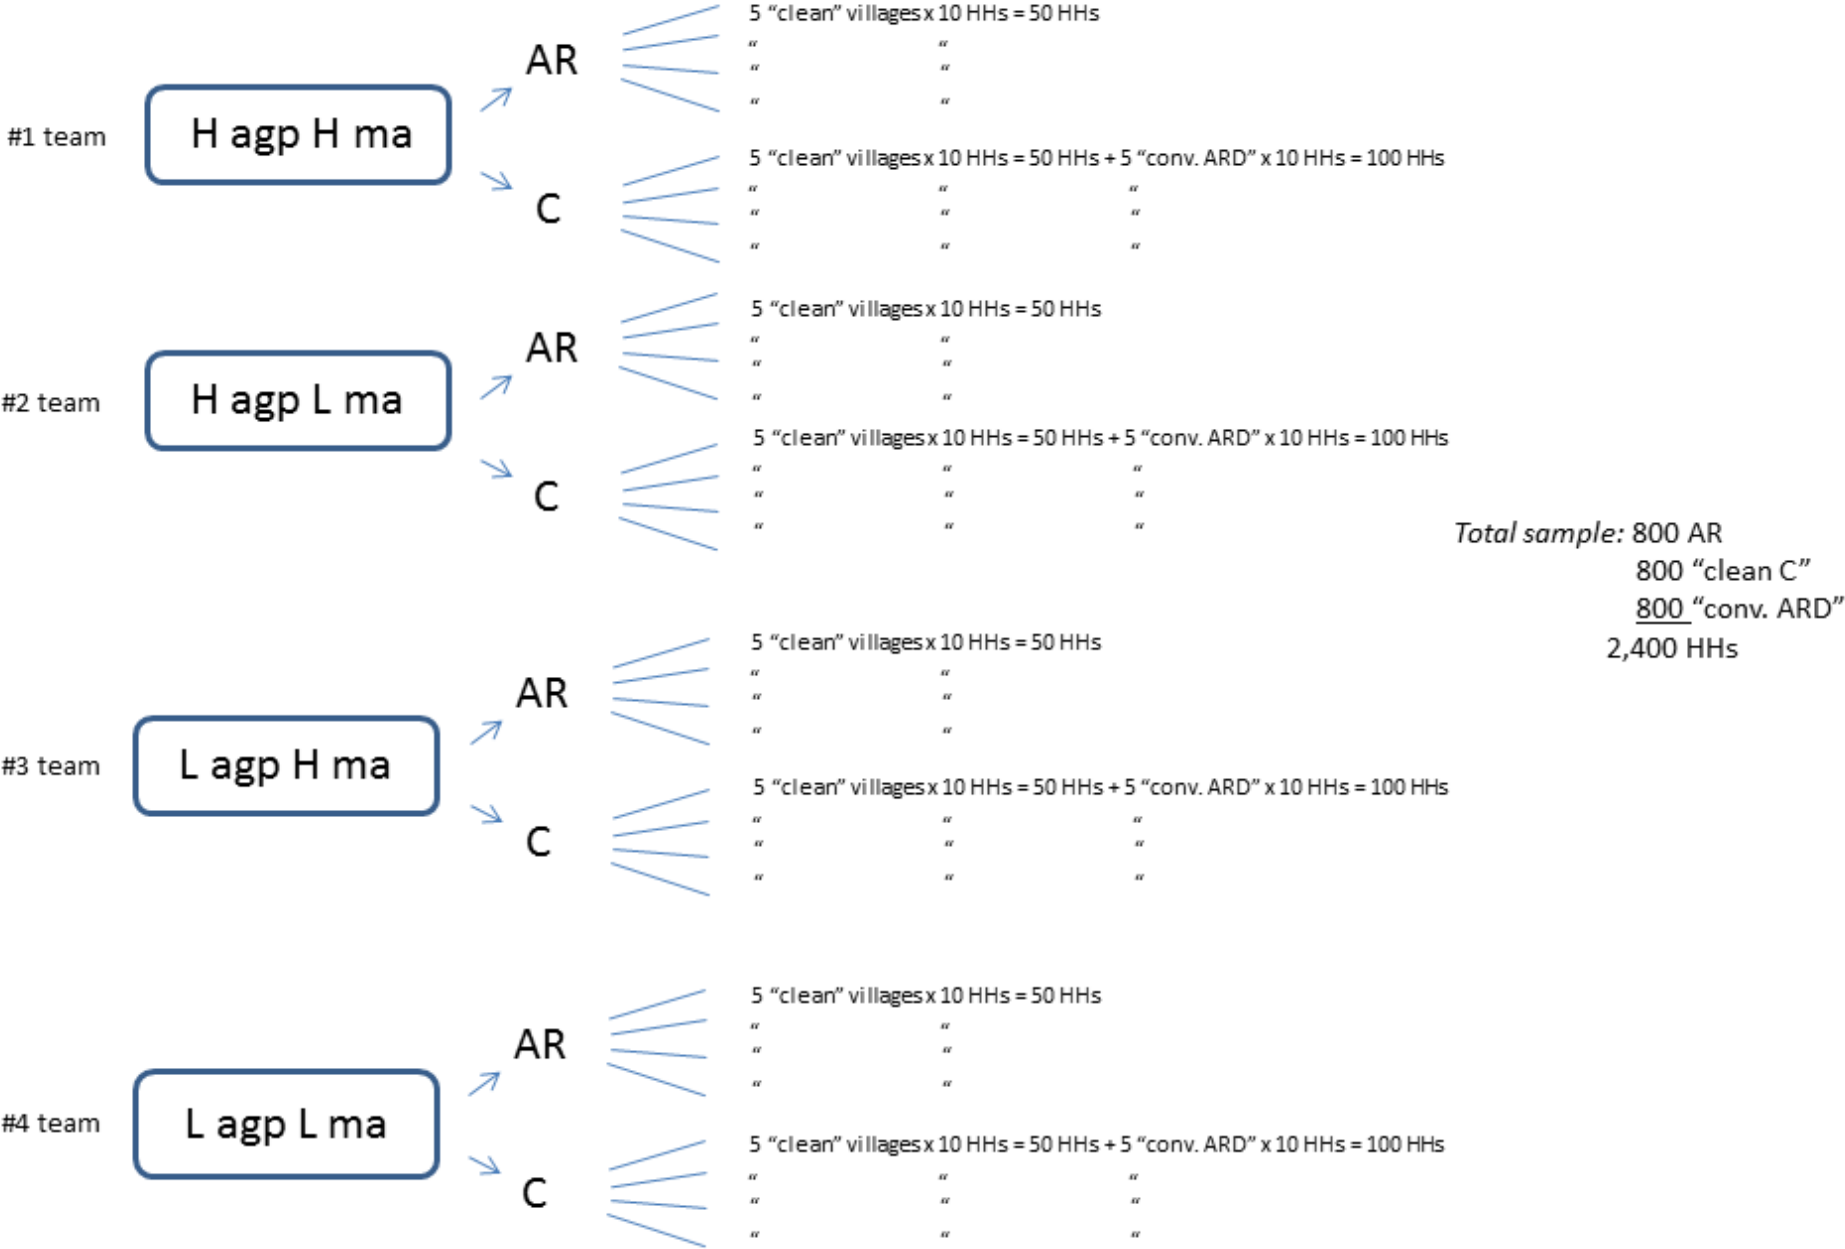 5 “clean” villages x 10 HHs = 50 HHs
“ “
“ “
“ “
AR
#1 team
H agp H ma
5 “clean” villages x 10 HHs = 50 HHs + 5 “conv. ARD” x 10 HHs = 100 HHs
“ “ “
“ “ “
“ “ “
C
5 “clean” villages x 10 HHs = 50 HHs
“ “
“ “
“ “
AR
#2 team
H agp L ma
5 “clean” villages x 10 HHs = 50 HHs + 5 “conv. ARD” x 10 HHs = 100 HHs
“ “ “
“ “ “
“ “ “
C
Total sample: 800 AR
800 “clean C”
800 “conv. ARD”
2,400 HHs
5 “clean” villages x 10 HHs = 50 HHs
“ “
“ “
“ “
AR
#3 team
L agp H ma
5 “clean” villages x 10 HHs = 50 HHs + 5 “conv. ARD” x 10 HHs = 100 HHs
“ “ “
“ “ “
“ “ “
C
5 “clean” villages x 10 HHs = 50 HHs
“ “
“ “
“ “
AR
#4 team
L agp L ma
5 “clean” villages x 10 HHs = 50 HHs + 5 “conv. ARD” x 10 HHs = 100 HHs
“ “ “
“ “ “
“ “ “
C